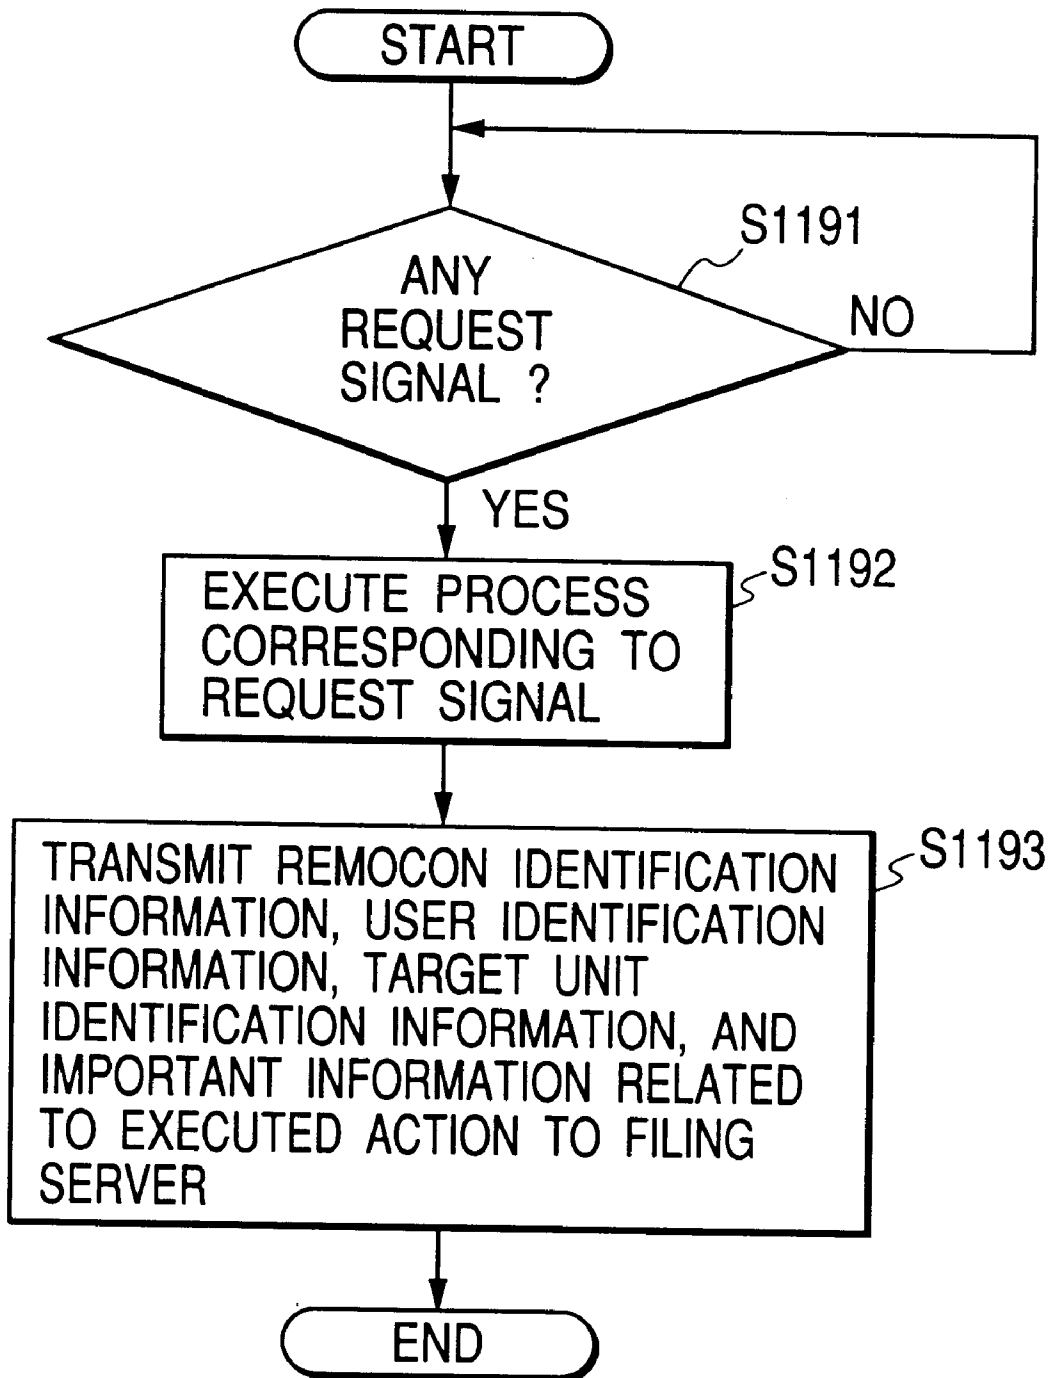 START
S1191
ANY
REQUEST
SIGNAL ?
NO
YES
S1192
EXECUTE PROCESS
CORRESPONDING TO
REQUEST SIGNAL
S1193
TRANSMIT REMOCON IDENTIFICATION
INFORMATION, USER IDENTIFICATION
INFORMATION, TARGET UNIT
IDENTIFICATION INFORMATION, AND
IMPORTANT INFORMATION RELATED
TO EXECUTED ACTION TO FILING
SERVER
END